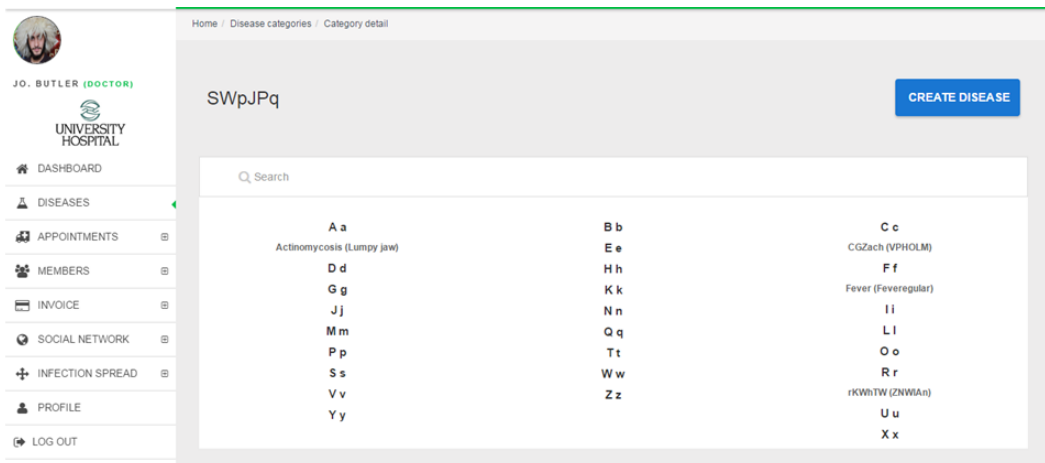 Home / Disease categories / Category detail
JO. BUTLER (DOCTOR)
UNIVERSITY
HOSPITAL
DASHBOARD
DISEASES
APPOINTMENTS
MEMBERS
INVOICE
SOCIAL NETWORK
INFECTION SPREAD
PROFILE
LOG OUT
SWpJPq
CREATE DISEASE
Search
A a
Actinomycosis (Lumpy jaw)
D d
G g
J j
M m
P p
S s
V v
Y y
B b
E e
H h
K k
N n
Q q
T t
W w
Z z
C c
CGZach (VPHOLM)
F f
Fever (Feveregular)
I i
L l
O o
R r
rKWhTW (ZNWlAn)
U u
X x